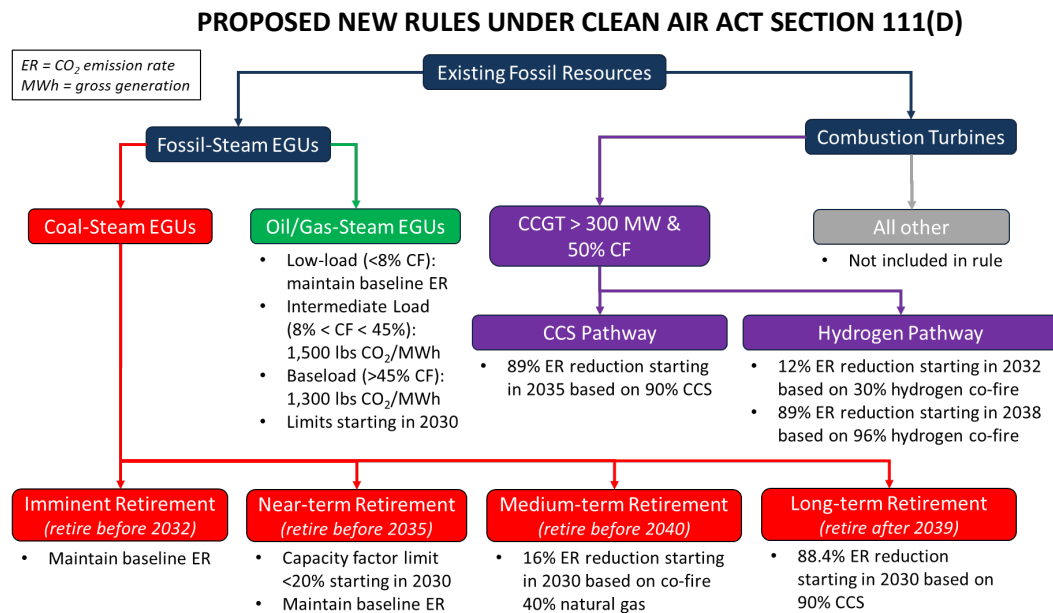 PROPOSED NEW RULES UNDER CLEAN AIR ACT SECTION 111(D)
ER = CO₂ emission rate
MWh = gross generation
Existing Fossil Resources
Fossil-Steam EGUs
Combustion Turbines
Coal-Steam EGUs
Oil/Gas-Steam EGUs
• Low-load (<8% CF):
maintain baseline ER
• Intermediate Load
(8% < CF < 45%):
1,500 lbs CO₂/MWh
• Baseload (>45% CF):
1,300 lbs CO₂/MWh
• Limits starting in 2030
CCGT > 300 MW &
50% CF
All other
• Not included in rule
CCS Pathway
• 89% ER reduction starting
in 2035 based on 90% CCS
Hydrogen Pathway
• 12% ER reduction starting in 2032
based on 30% hydrogen co-fire
• 89% ER reduction starting in 2038
based on 96% hydrogen co-fire
Imminent Retirement
(retire before 2032)
• Maintain baseline ER
Near-term Retirement
(retire before 2035)
• Capacity factor limit
<20% starting in 2030
• Maintain baseline ER
Medium-term Retirement
(retire before 2040)
• 16% ER reduction starting
in 2030 based on co-fire
40% natural gas
Long-term Retirement
(retire after 2039)
• 88.4% ER reduction
starting in 2030 based on
90% CCS